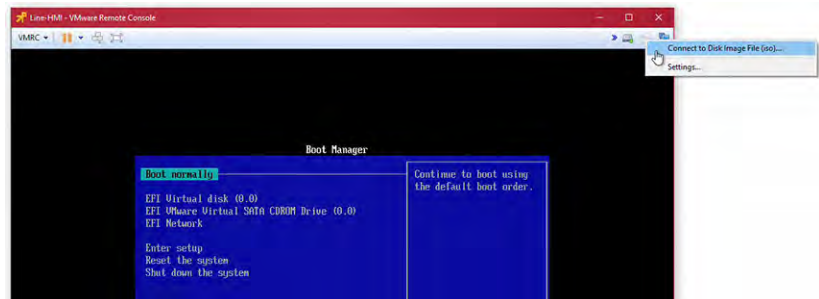 Line-HMI - VMware Remote Console
VMRC
Connect to Disk Image File (iso)...
Settings...
Boot Manager
Boot normally
EFI Virtual disk (0.0)
EFI VMware Virtual SATA CDROM Drive (0.0)
EFI Network
Enter setup
Reset the system
Shut down the system
Continue to boot using
the default boot order.